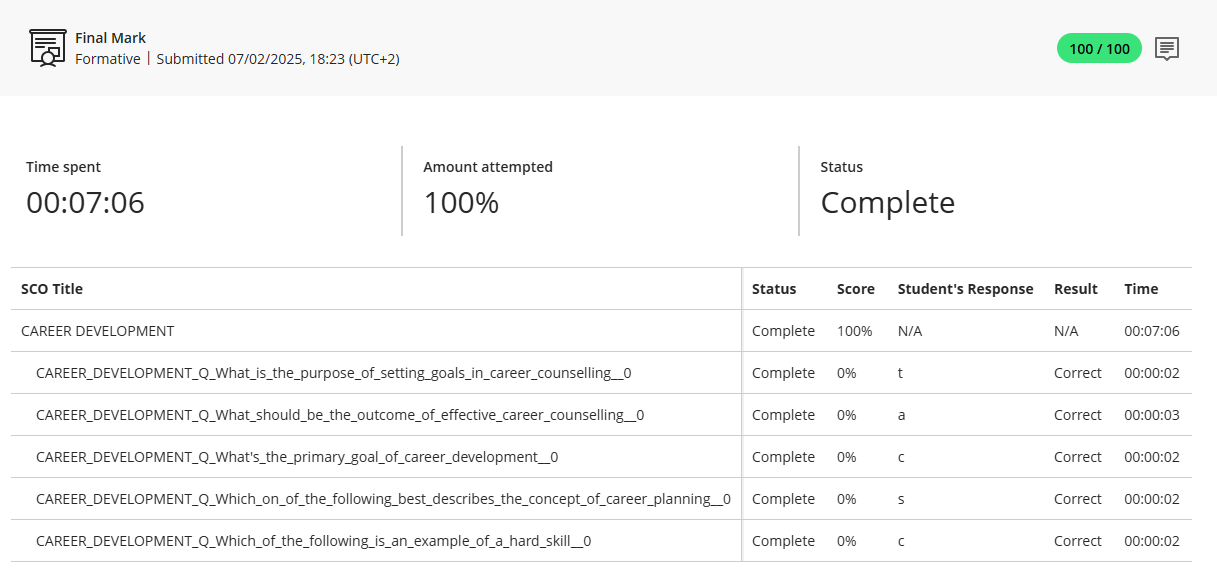 Final Mark
Formative | Submitted 07/02/2025, 18:23 (UTC+2)
100 / 100
Time spent
00:07:06
Amount attempted
100%
Status
Complete
SCO Title Status Score Student's Response Result Time
CAREER DEVELOPMENT Complete 100% N/A N/A 00:07:06
CAREER_DEVELOPMENT_Q_What_is_the_purpose_of_setting_goals_in_career_counselling__0 Complete 0% t Correct 00:00:02
CAREER_DEVELOPMENT_Q_What_should_be_the_outcome_of_effective_career_counselling__0 Complete 0% a Correct 00:00:03
CAREER_DEVELOPMENT_Q_What's_the_primary_goal_of_career_development__0 Complete 0% c Correct 00:00:02
CAREER_DEVELOPMENT_Q_Which_on_of_the_following_best_describes_the_concept_of_career_planning__0 Complete 0% s Correct 00:00:02
CAREER_DEVELOPMENT_Q_Which_of_the_following_is_an_example_of_a_hard_skill__0 Complete 0% c Correct 00:00:02